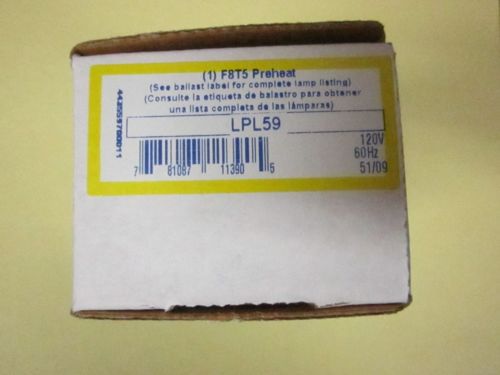 (1) F8T5 Preheat
(See ballast label for complete lamp listing)
(Consulte la etiqueta de balastro para obtener
una lista completa de las lámparas)
LPL59
120V
60Hz
51/09
7 81087 11390 5